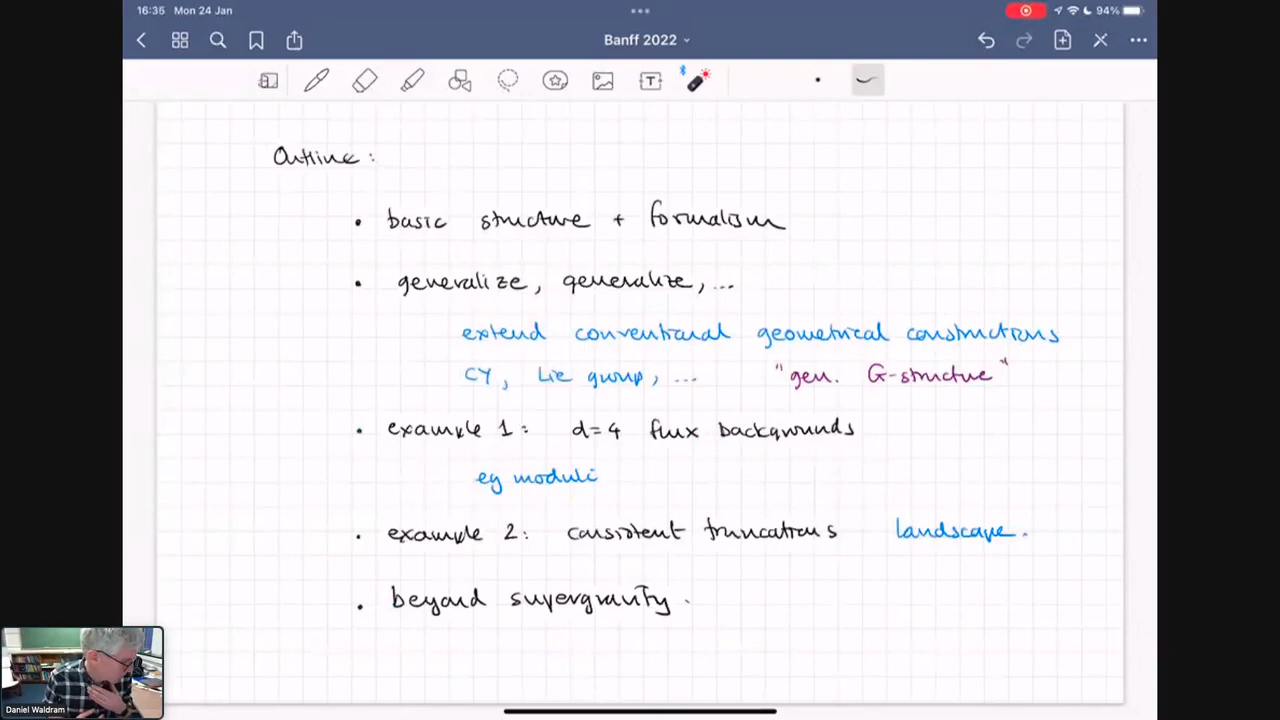 16:35 Mon 24 Jan
94%
Banff 2022
T
Outline:
• basic structure + formalism
• generalize, generalize, ...
extend conventional geometrical constructions
CY, Lie group, ... "gen. G-structue"
• example 1: d=4 flux backgrounds
eg moduli
• example 2: consistent truncations landscape.
• beyond supergravity.
Daniel Waldram